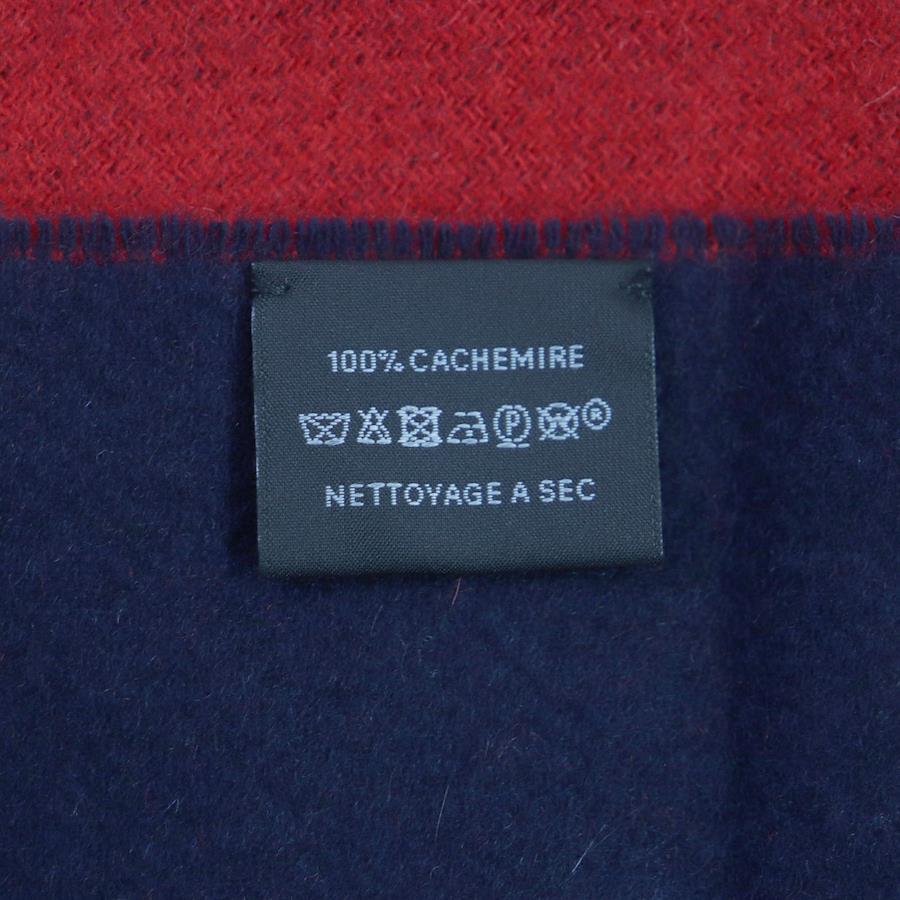 100% CACHEMIRE
P W ®
NETTOYAGE A SEC